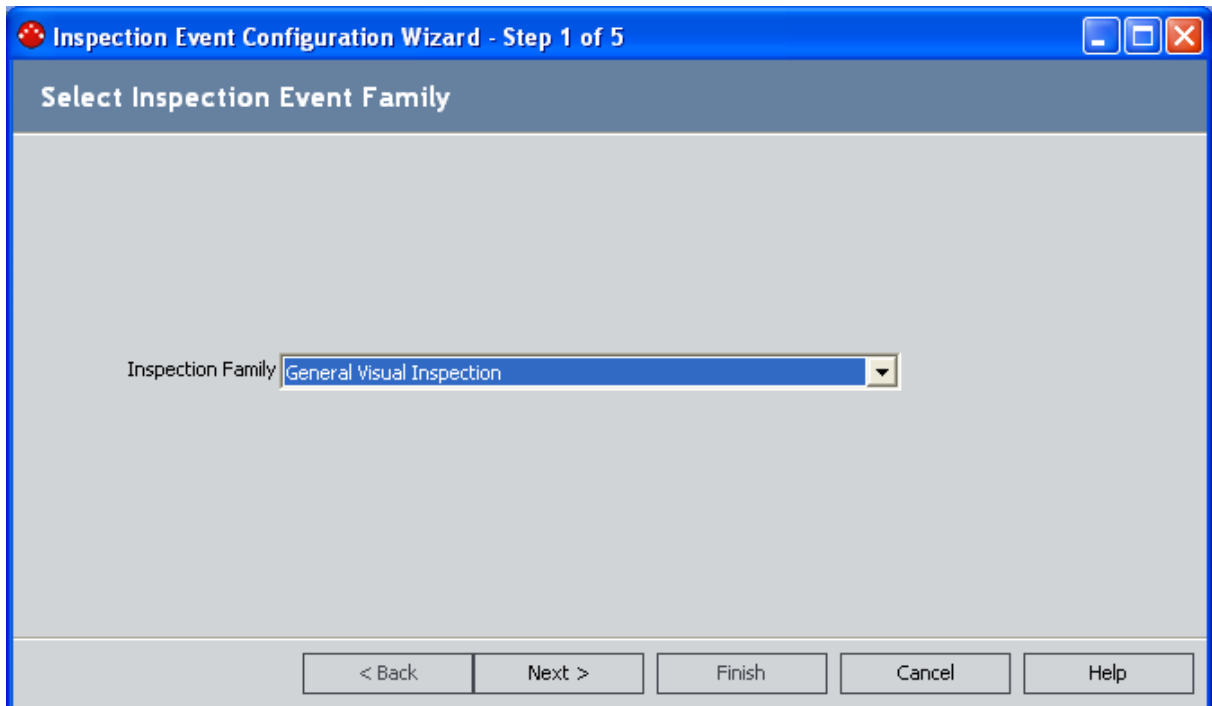 Inspection Event Configuration Wizard - Step 1 of 5
Select Inspection Event Family
Inspection Family General Visual Inspection
< Back Next > Finish Cancel Help